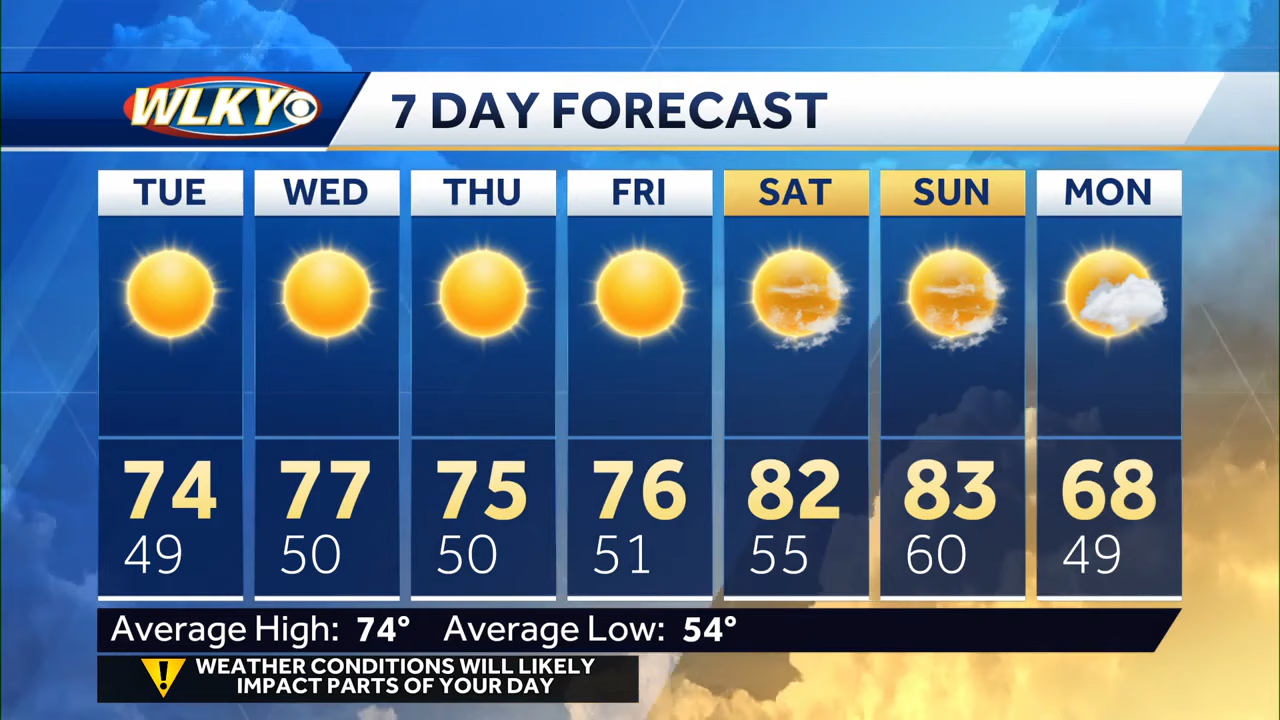 WLKY
7 DAY FORECAST
TUE WED THU FRI SAT SUN MON
74 77 75 76 82 83 68
49 50 50 51 55 60 49
Average High: 74° Average Low: 54°
! WEATHER CONDITIONS WILL LIKELY
IMPACT PARTS OF YOUR DAY